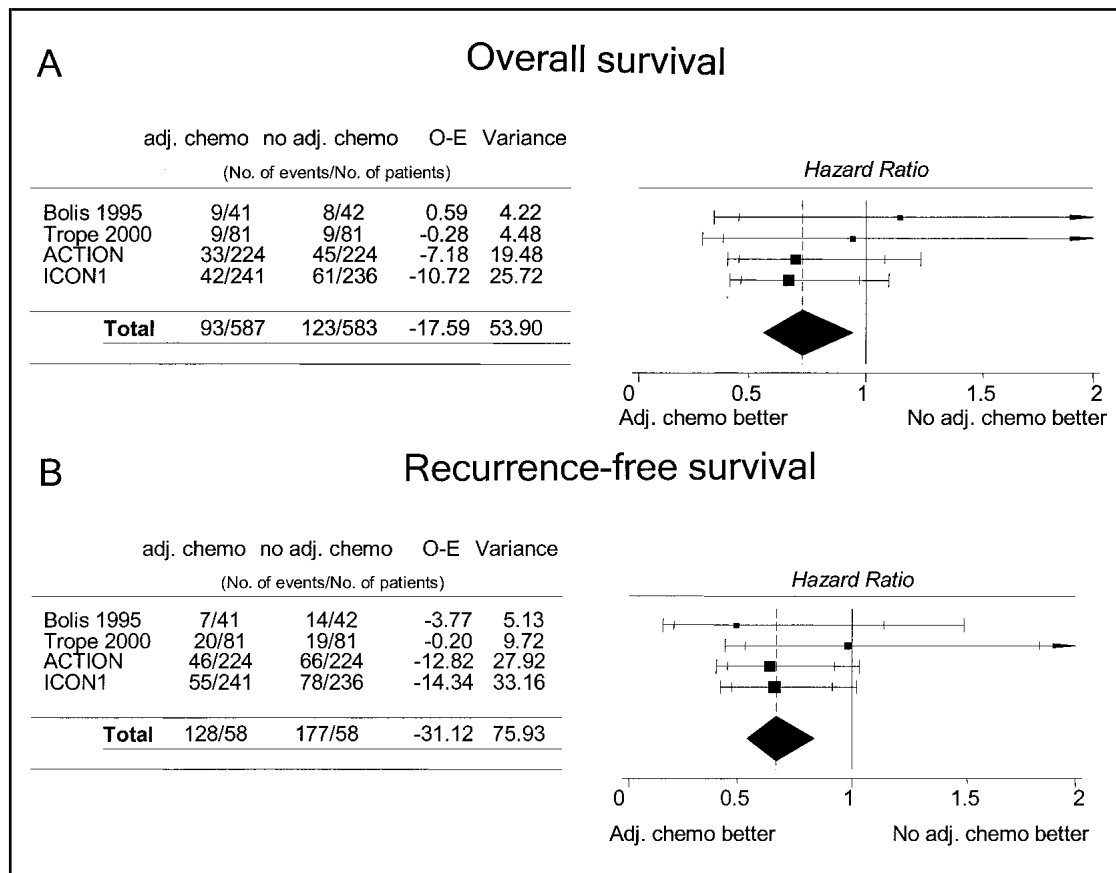 A
Overall survival
adj. chemo no adj. chemo O-E Variance
(No. of events/No. of patients)
Hazard Ratio
Bolis 1995 9/41 8/42 0.59 4.22
Trope 2000 9/81 9/81 -0.28 4.48
ACTION 33/224 45/224 -7.18 19.48
ICON1 42/241 61/236 -10.72 25.72
Total 93/587 123/583 -17.59 53.90
0 0.5 1 1.5 2
Adj. chemo better No adj. chemo better
B
Recurrence-free survival
adj. chemo no adj. chemo O-E Variance
(No. of events/No. of patients)
Hazard Ratio
Bolis 1995 7/41 14/42 -3.77 5.13
Trope 2000 20/81 19/81 -0.20 9.72
ACTION 46/224 66/224 -12.82 27.92
ICON1 55/241 78/236 -14.34 33.16
Total 128/58 177/58 -31.12 75.93
0 0.5 1 1.5 2
Adj. chemo better No adj. chemo better